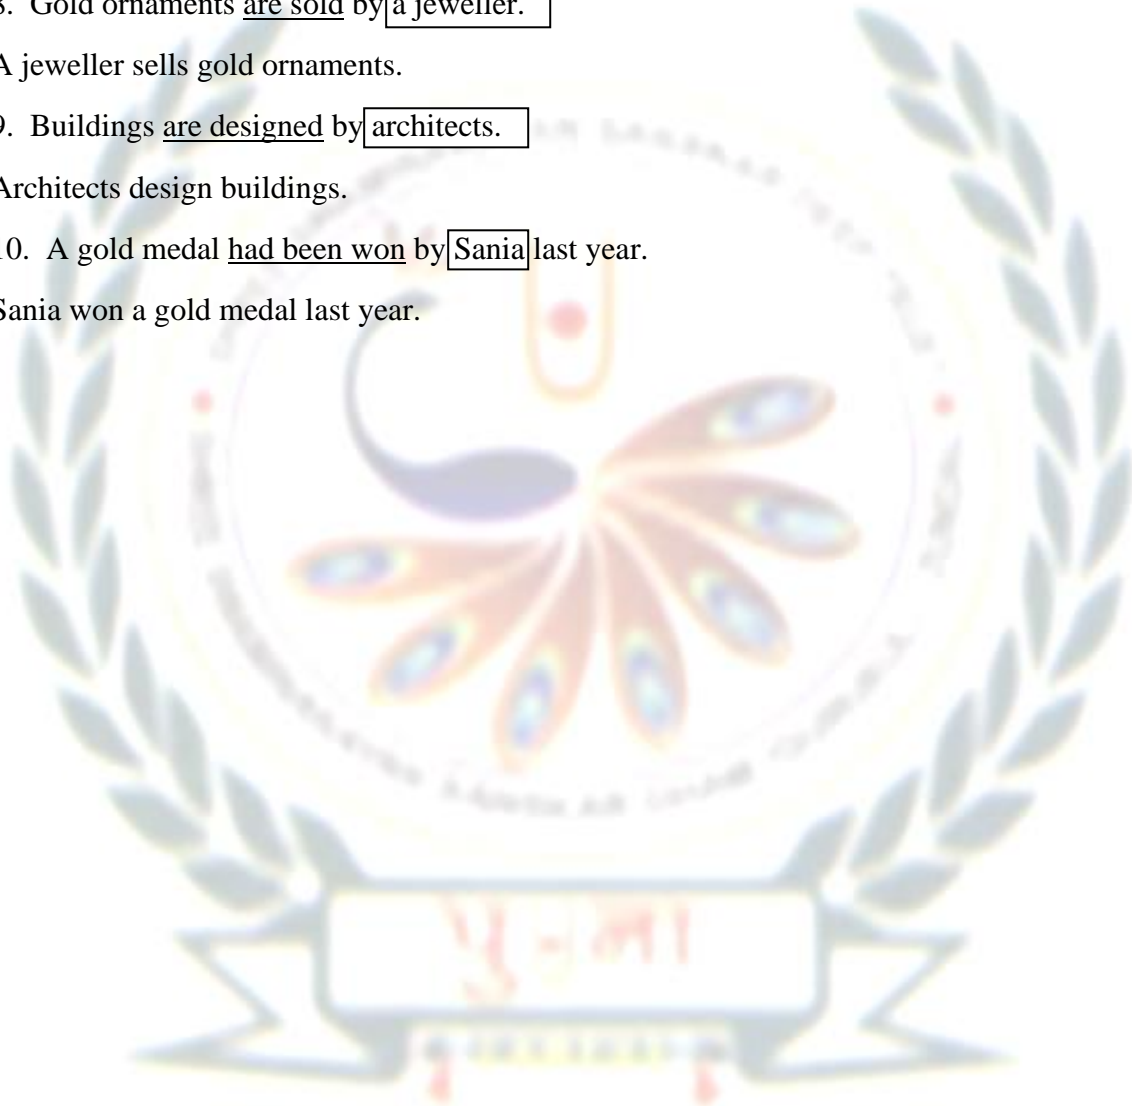 8. Gold ornaments are sold by a jeweller.
A jeweller sells gold ornaments.
9. Buildings are designed by architects.
Architects design buildings.
10. A gold medal had been won by Sania last year.
Sania won a gold medal last year.